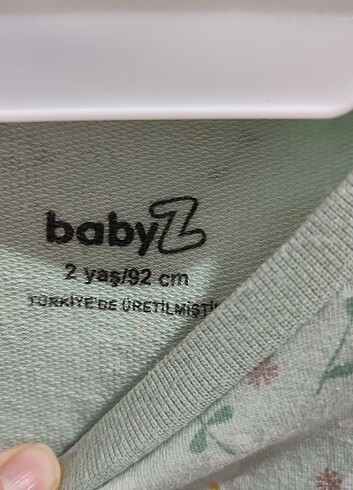 babyZ
2 yaş/92 cm
TÜRKİYE'DE ÜRETİLMİŞTİ